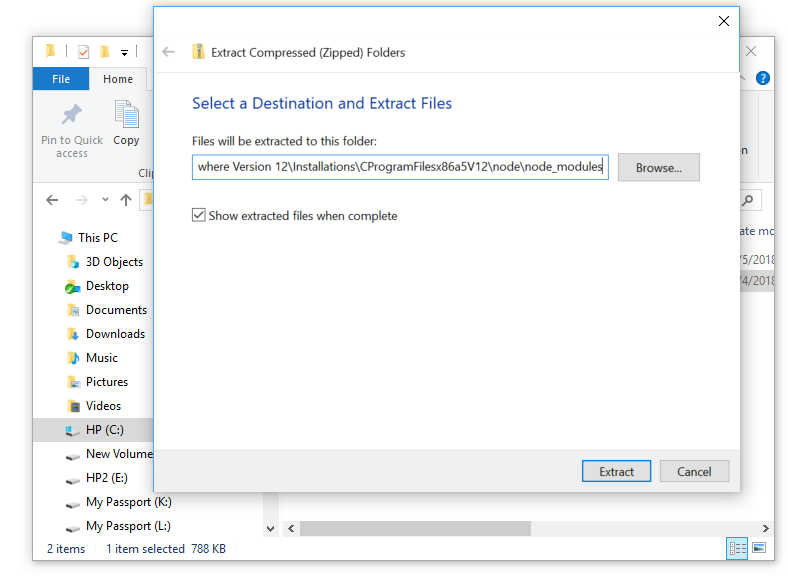 Extract Compressed (Zipped) Folders
File
Home
Select a Destination and Extract Files
Pin to Quick access
Copy
Files will be extracted to this folder:
where Version 12\Installations\CProgramFilesx86a5V12\node\node_modules
Browse...
Show extracted files when complete
This PC
3D Objects
Desktop
Documents
Downloads
Music
Pictures
Videos
HP (C:)
New Volume
HP2 (E:)
My Passport (K:)
My Passport (L:)
/5/2018
/4/2018
Extract
Cancel
2 items
1 item selected 788 KB